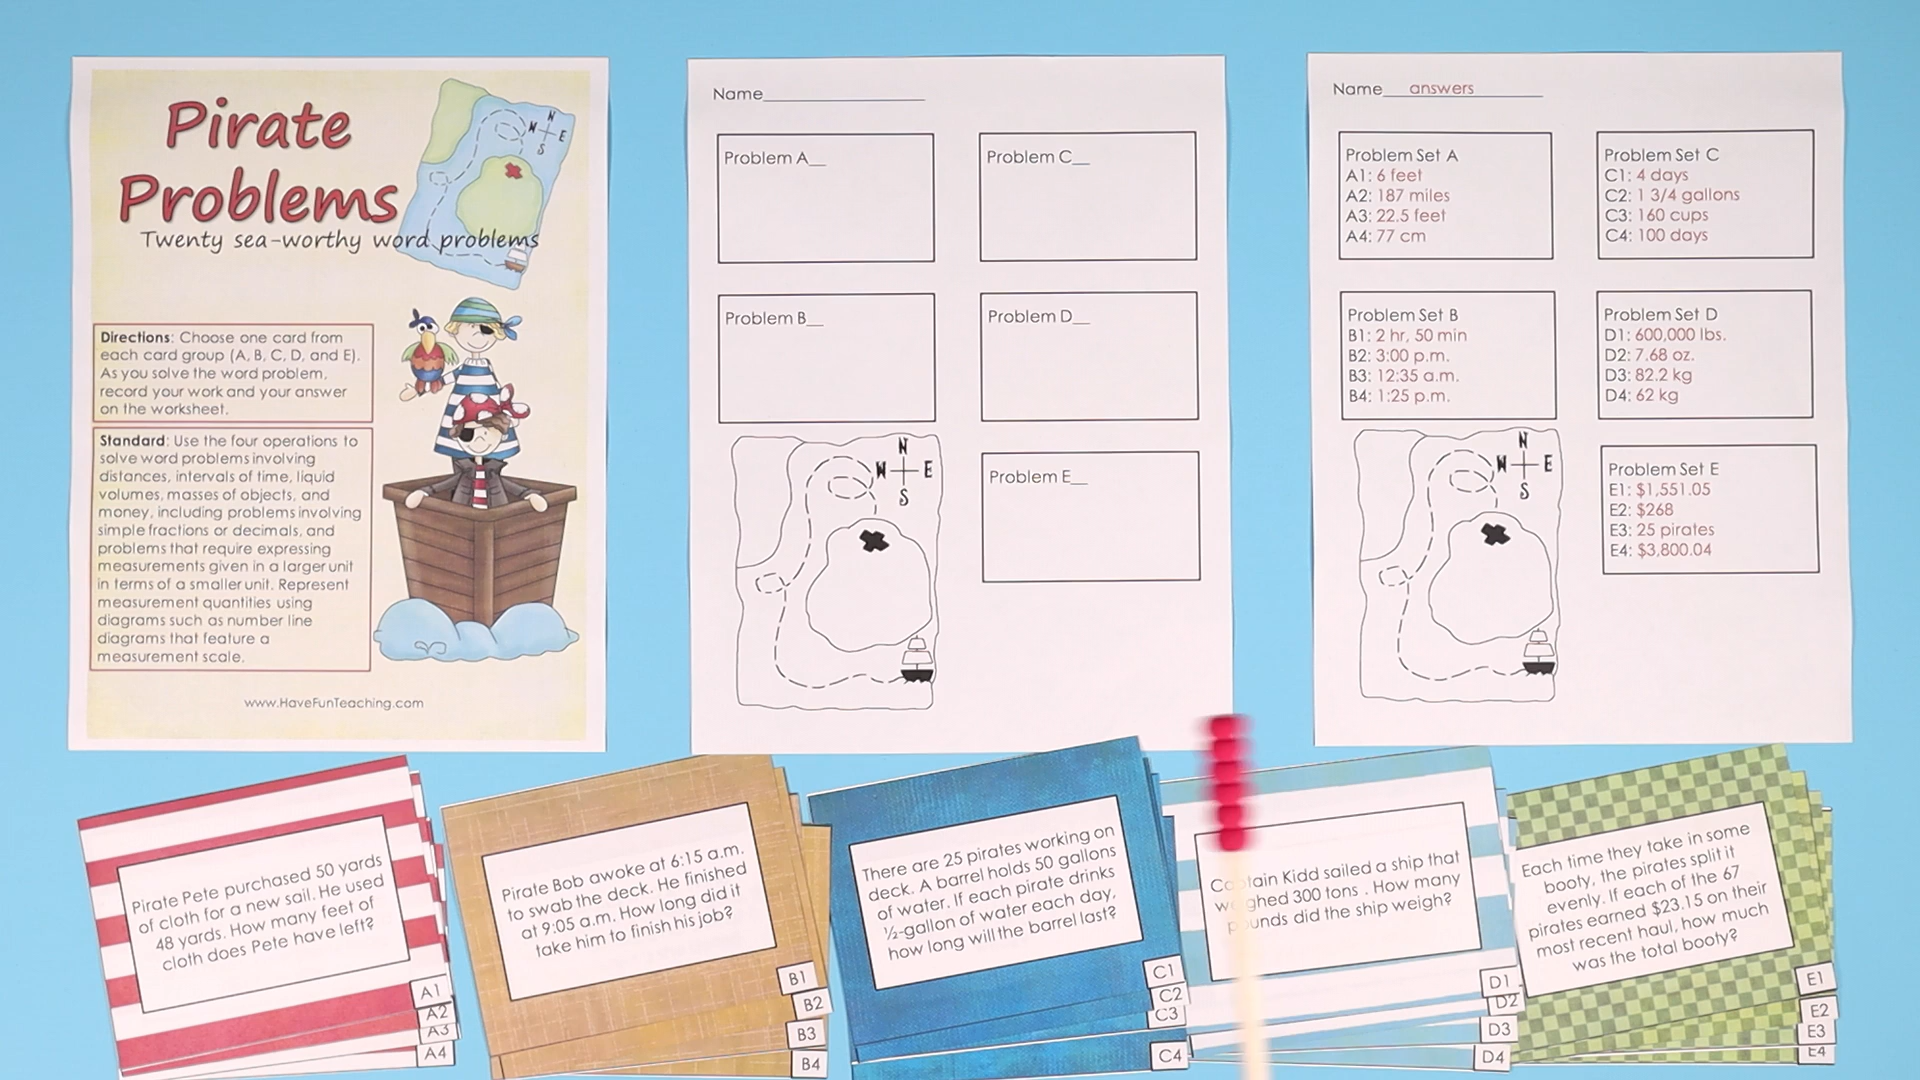 Pirate
Problems
Twenty sea-worthy word problems
N
W E
S
Directions: Choose one card from
each card group (A, B, C, D, and E).
As you solve the word problem,
record your work and your answer
on the worksheet.
Standard: Use the four operations to
solve word problems involving
distances, intervals of time, liquid
volumes, masses of objects, and
money, including problems involving
simple fractions or decimals, and
problems that require expressing
measurements given in a larger unit
in terms of a smaller unit. Represent
measurement quantities using
diagrams such as number line
diagrams that feature a
measurement scale.
www.HaveFunTeaching.com
Name_______________
Problem A__
Problem C__
Problem B__
Problem D__
N
W E
S
Problem E__
Name__answers______
Problem Set A
A1: 6 feet
A2: 187 miles
A3: 22.5 feet
A4: 77 cm
Problem Set C
C1: 4 days
C2: 1 3/4 gallons
C3: 160 cups
C4: 100 days
Problem Set B
B1: 2 hr, 50 min
B2: 3:00 p.m.
B3: 12:35 a.m.
B4: 1:25 p.m.
Problem Set D
D1: 600,000 lbs.
D2: 7.68 oz.
D3: 82.2 kg
D4: 62 kg
N
W E
S
Problem Set E
E1: $1,551.05
E2: $268
E3: 25 pirates
E4: $3,800.04
Pirate Pete purchased 50 yards
of cloth for a new sail. He used
48 yards. How many feet of
cloth does Pete have left?
A1
A2
A3
A4
Pirate Bob awoke at 6:15 a.m.
to swab the deck. He finished
at 9:05 a.m. How long did it
take him to finish his job?
B1
B2
B3
B4
There are 25 pirates working on
deck. A barrel holds 50 gallons
of water. If each pirate drinks
½-gallon of water each day,
how long will the barrel last?
C1
C2
C3
C4
Captain Kidd sailed a ship that
weighed 300 tons . How many
pounds did the ship weigh?
D1
D2
D3
D4
Each time they take in some
booty, the pirates split it
evenly. If each of the 67
pirates earned $23.15 on their
most recent haul, how much
was the total booty?
E1
E2
E3
E4